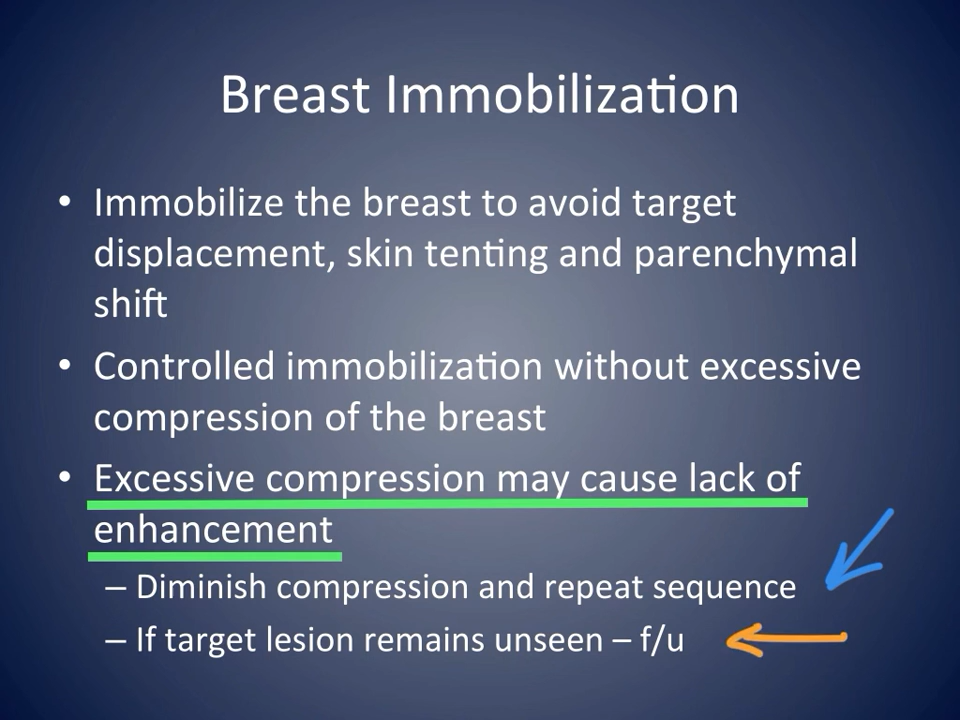 Breast Immobilization
• Immobilize the breast to avoid target
displacement, skin tenting and parenchymal
shift
• Controlled immobilization without excessive
compression of the breast
• Excessive compression may cause lack of
enhancement
– Diminish compression and repeat sequence
– If target lesion remains unseen – f/u